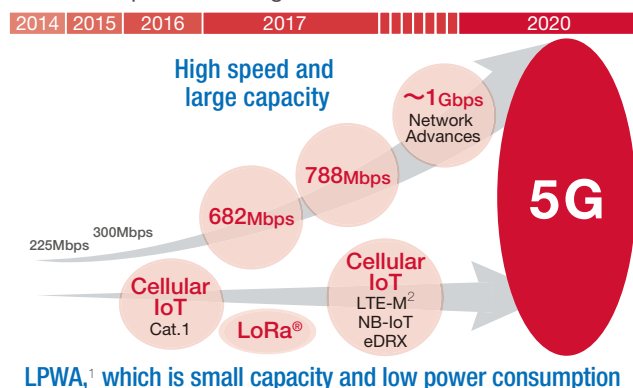 2014 2015 2016 2017 2020
High speed and
large capacity
～1Gbps
Network
Advances
788Mbps
682Mbps
300Mbps
225Mbps
5G
Cellular
IoT
Cat.1
LoRa®
Cellular
IoT
LTE-M2
NB-IoT
eDRX
LPWA,1 which is small capacity and low power consumption